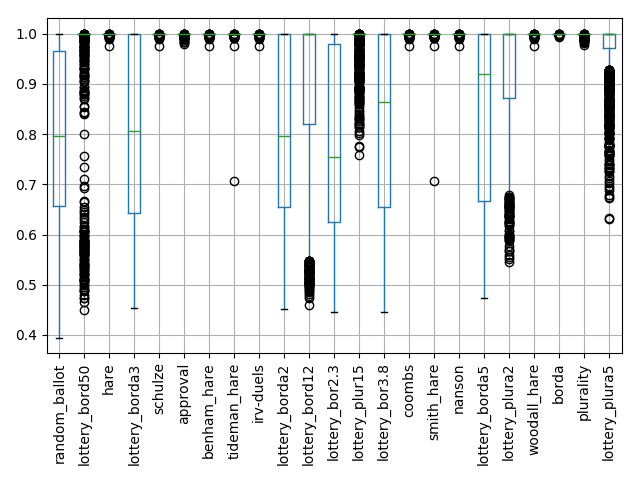 1.0
0.9
0.8
0.7
0.6
0.5
0.4
random_ballot
lottery_bord50
hare
lottery_borda3
schulze
approval
benham_hare
tideman_hare
irv-duels
lottery_borda2
lottery_bord12
lottery_bor2.3
lottery_plur15
lottery_bor3.8
coombs
smith_hare
nanson
lottery_borda5
lottery_plura2
woodall_hare
borda
plurality
lottery_plura5